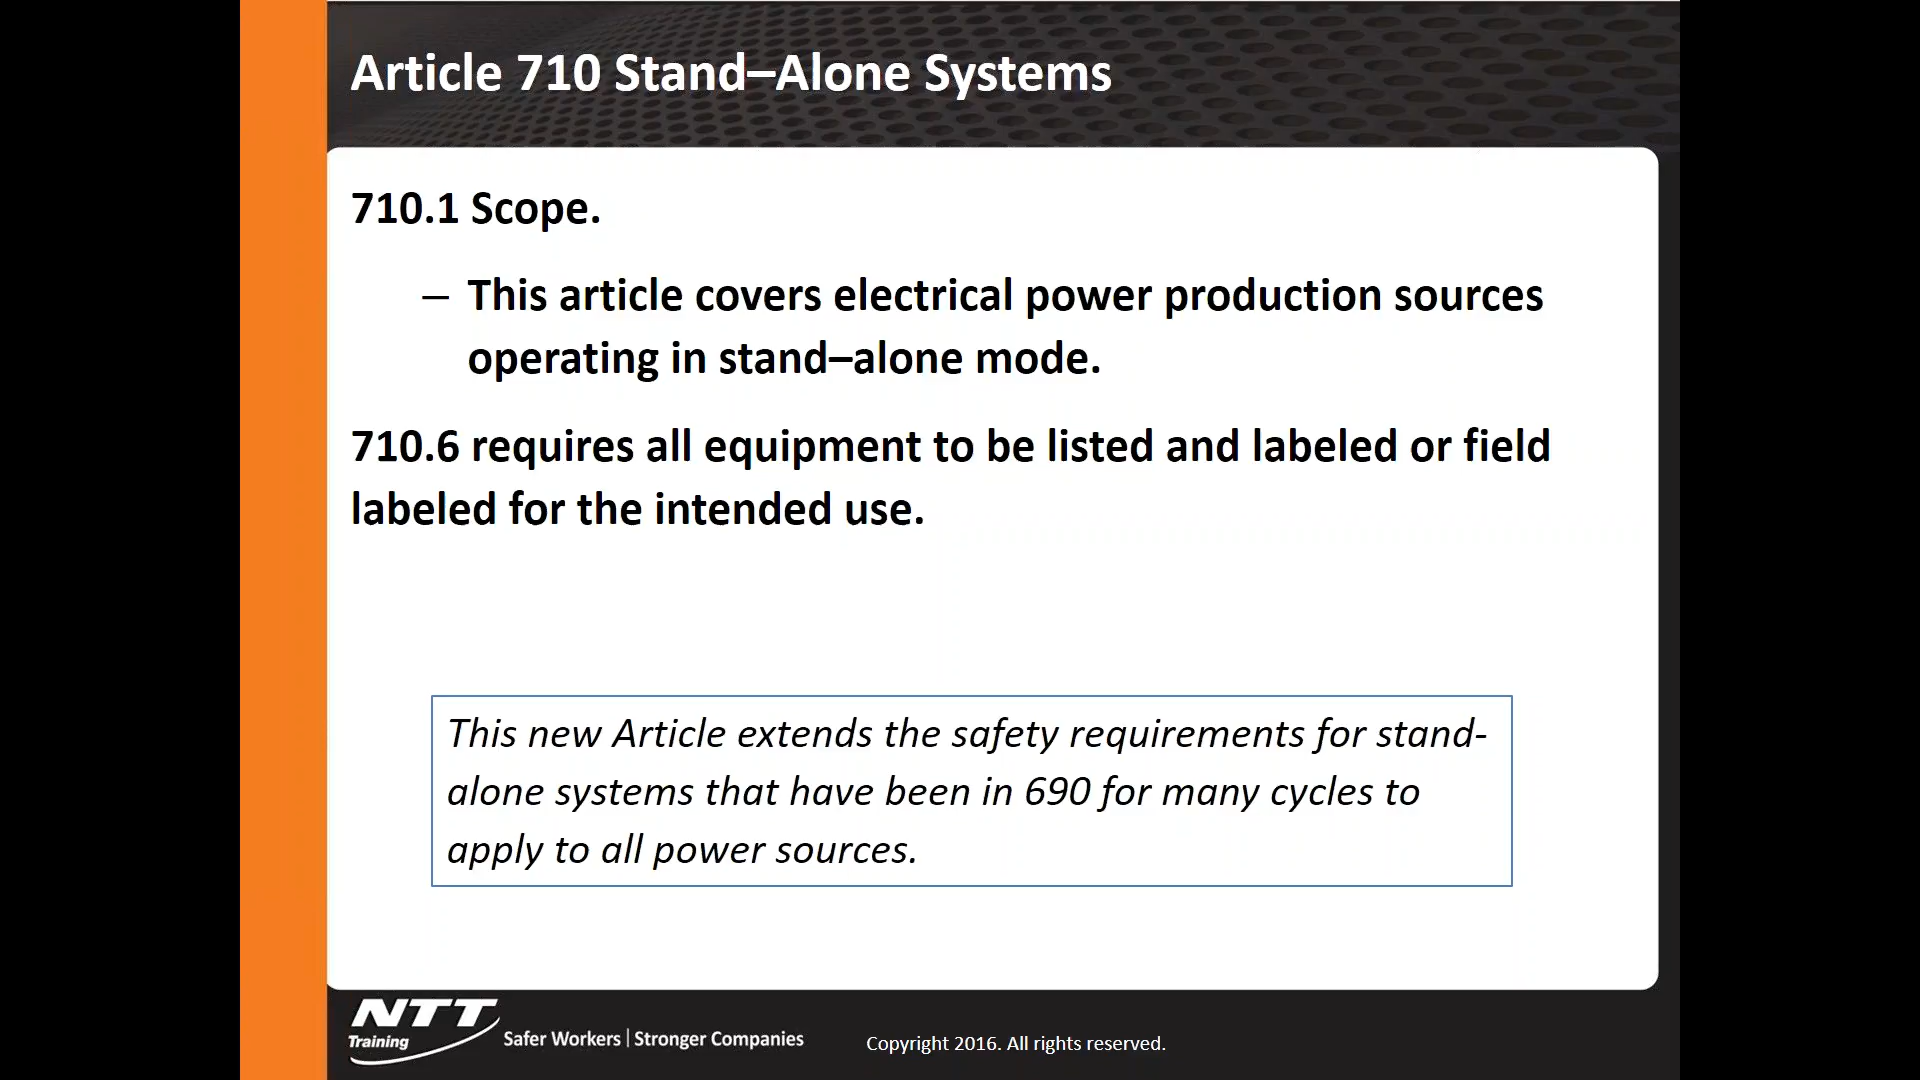 Article 710 Stand–Alone Systems
710.1 Scope.
– This article covers electrical power production sources
operating in stand–alone mode.
710.6 requires all equipment to be listed and labeled or field
labeled for the intended use.
This new Article extends the safety requirements for stand-
alone systems that have been in 690 for many cycles to
apply to all power sources.
NTT
Training
Safer Workers | Stronger Companies
Copyright 2016. All rights reserved.